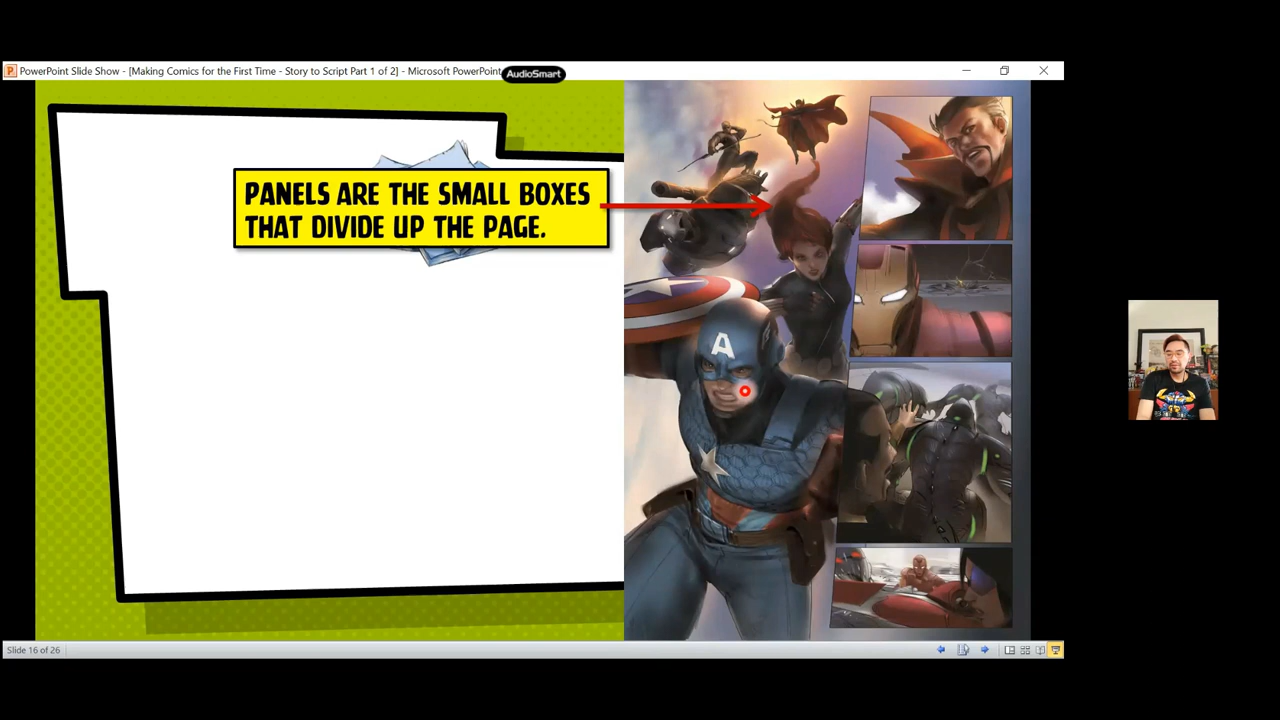 PowerPoint Slide Show - [Making Comics for the First Time - Story to Script Part 1 of 2] - Microsoft PowerPoint
AudioSmart
PANELS ARE THE SMALL BOXES
THAT DIVIDE UP THE PAGE.
A
Slide 16 of 26